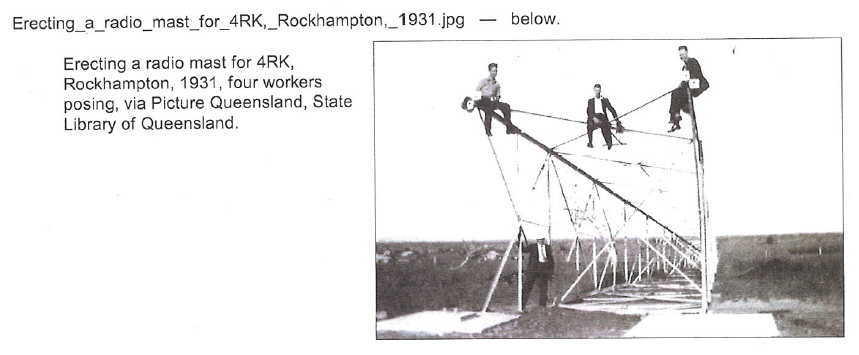 Erecting_a_radio_mast_for_4RK,_Rockhampton,_1931.jpg — below.
Erecting a radio mast for 4RK,
Rockhampton, 1931, four workers
posing, via Picture Queensland, State
Library of Queensland.